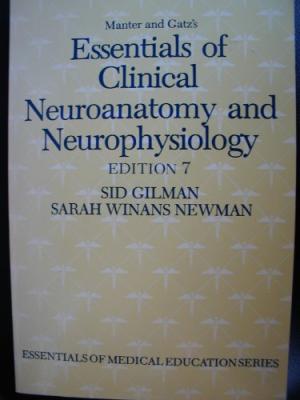 Manter and Gatz's
Essentials of
Clinical
Neuroanatomy and
Neurophysiology
EDITION 7
SID GILMAN
SARAH WINANS NEWMAN
ESSENTIALS OF MEDICAL EDUCATION SERIES